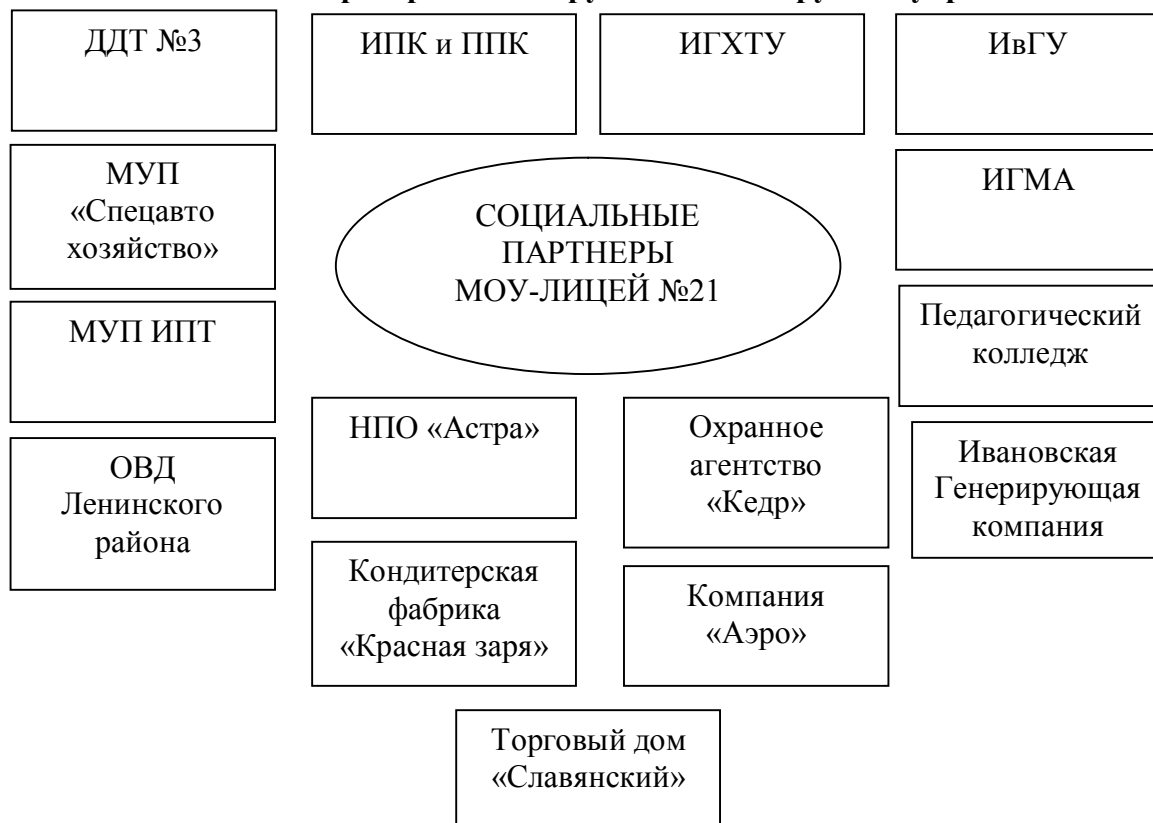 ДДТ №3
ИПК и ППК
ИГХТУ
ИвГУ
МУП
«Спецавто
хозяйство»
СОЦИАЛЬНЫЕ
ПАРТНЕРЫ
МОУ-ЛИЦЕЙ №21
ИГМА
МУП ИПТ
Педагогический
колледж
НПО «Астра»
Охранное
агентство
«Кедр»
Ивановская
Генерирующая
компания
ОВД
Ленинского
района
Кондитерская
фабрика
«Красная заря»
Компания
«Аэро»
Торговый дом
«Славянский»